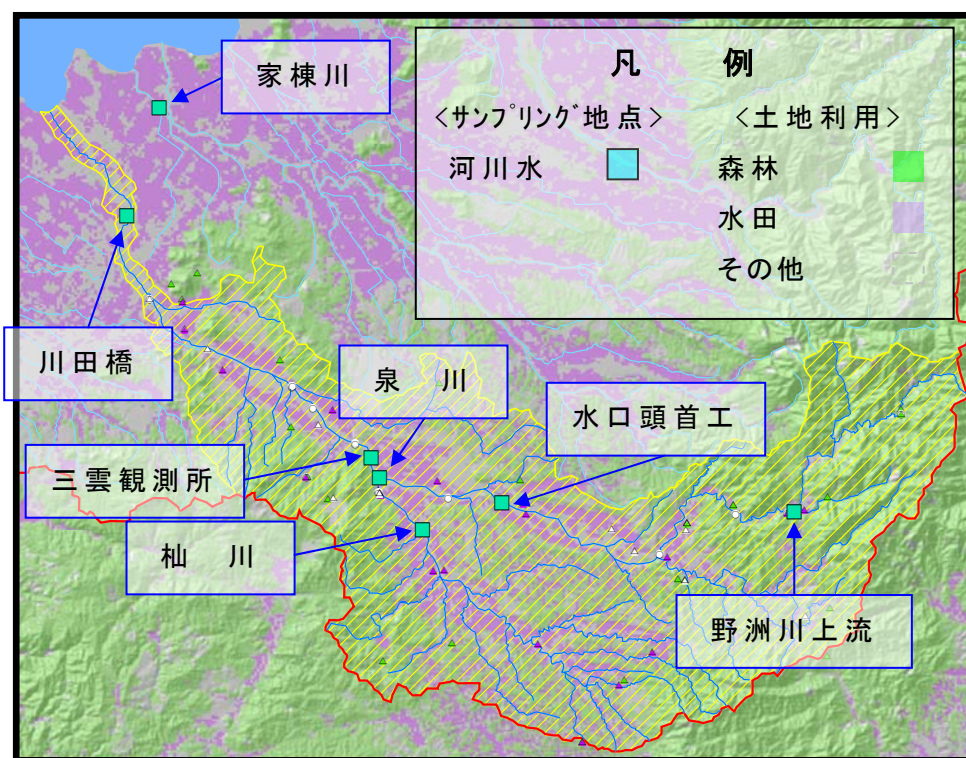 家棟川
凡 例
<サンプリング地点> <土地利用>
河川水 森林
水田
その他
川田橋
泉 川
水口頭首工
三雲観測所
杣 川
野洲川上流